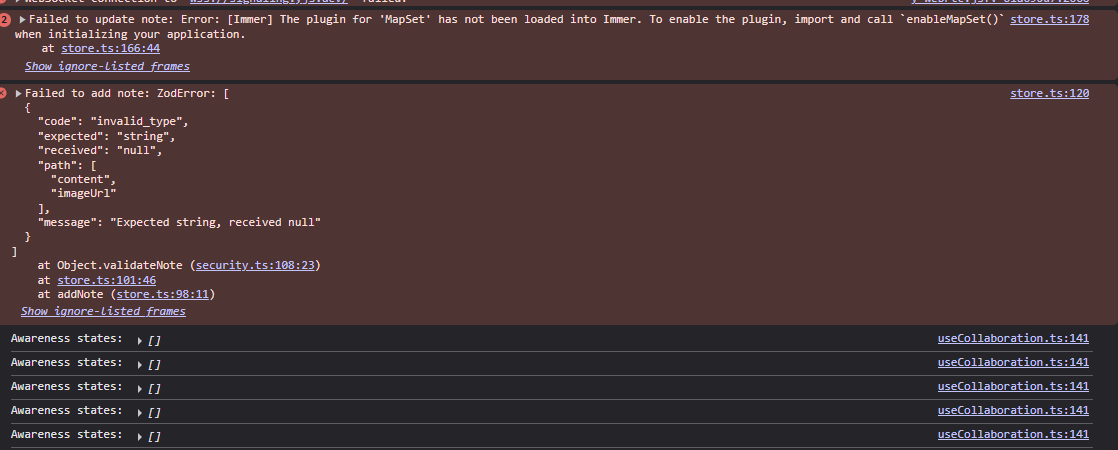 WebSocket connection to 'wss://signaling.yjs.dev/' failed:
2 Failed to update note: Error: [Immer] The plugin for 'MapSet' has not been loaded into Immer. To enable the plugin, import and call `enableMapSet()` store.ts:178
when initializing your application.
at store.ts:166:44
Show ignore-listed frames
Failed to add note: ZodError: [ store.ts:120
{
"code": "invalid_type",
"expected": "string",
"received": "null",
"path": [
"content",
"imageUrl"
],
"message": "Expected string, received null"
}
]
at Object.validateNote (security.ts:108:23)
at store.ts:101:46
at addNote (store.ts:98:11)
Show ignore-listed frames
Awareness states: [] useCollaboration.ts:141
Awareness states: [] useCollaboration.ts:141
Awareness states: [] useCollaboration.ts:141
Awareness states: [] useCollaboration.ts:141
Awareness states: [] useCollaboration.ts:141